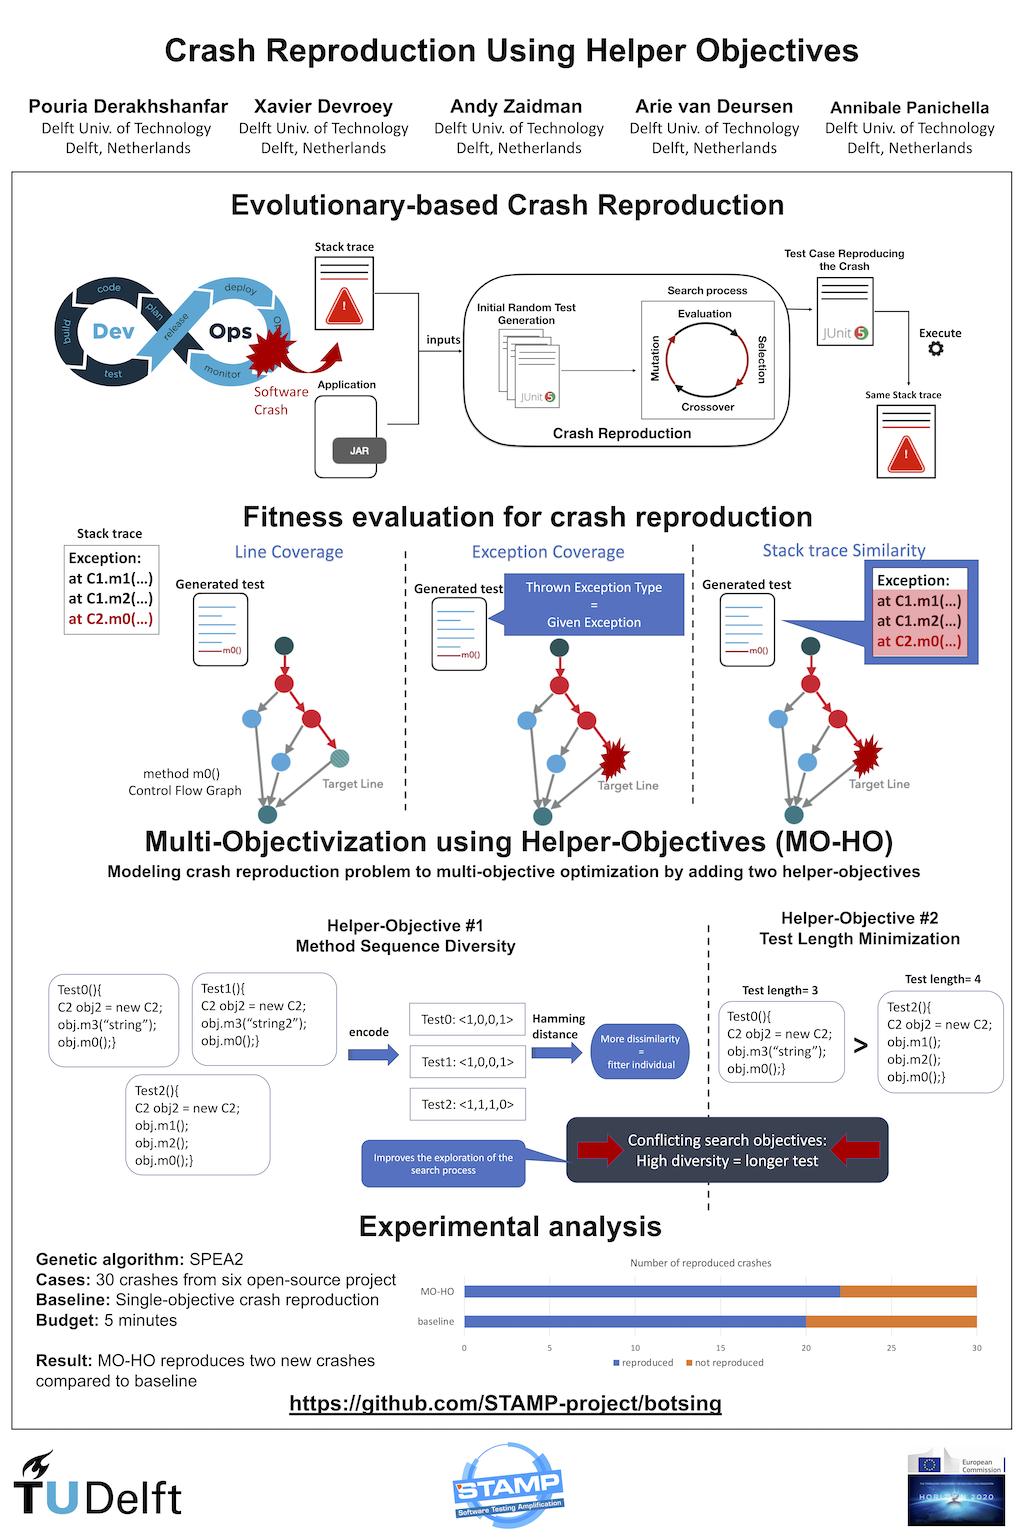 Crash Reproduction Using Helper Objectives
Pouria Derakhshanfar
Delft Univ. of Technology
Delft, Netherlands
Xavier Devroey
Delft Univ. of Technology
Delft, Netherlands
Andy Zaidman
Delft Univ. of Technology
Delft, Netherlands
Arie van Deursen
Delft Univ. of Technology
Delft, Netherlands
Annibale Panichella
Delft Univ. of Technology
Delft, Netherlands
Evolutionary-based Crash Reproduction
code
build
test
plan
release
deploy
monitor
Dev
Ops
Software
Crash
Stack trace
!
Application
JAR
inputs
Initial Random Test
Generation
JUnit 5
Search process
Evaluation
Mutation
Selection
Crossover
Crash Reproduction
Test Case Reproducing
the Crash
JUnit 5
Execute
Same Stack trace
!
Fitness evaluation for crash reproduction
Stack trace
Exception:
at C1.m1(...)
at C1.m2(...)
at C2.m0(...)
Line Coverage
Generated test
m0()
method m0()
Control Flow Graph
Target Line
Exception Coverage
Generated test
m0()
Thrown Exception Type
=
Given Exception
Target Line
Stack trace Similarity
Generated test
m0()
Exception:
at C1.m1(...)
at C1.m2(...)
at C2.m0(...)
Target Line
Multi-Objectivization using Helper-Objectives (MO-HO)
Modeling crash reproduction problem to multi-objective optimization by adding two helper-objectives
Helper-Objective #1
Method Sequence Diversity
Test0(){
C2 obj2 = new C2;
obj.m3(“string”);
obj.m0();}
Test1(){
C2 obj2 = new C2;
obj.m3(“string2”);
obj.m0();}
Test2(){
C2 obj2 = new C2;
obj.m1();
obj.m2();
obj.m0();}
encode
Test0: <1,0,0,1>
Test1: <1,0,0,1>
Test2: <1,1,1,0>
Hamming
distance
More dissimilarity
=
fitter individual
Helper-Objective #2
Test Length Minimization
Test length= 3
Test0(){
C2 obj2 = new C2;
obj.m3(“string”);
obj.m0();}
>
Test length= 4
Test2(){
C2 obj2 = new C2;
obj.m1();
obj.m2();
obj.m0();}
Improves the exploration of the
search process
Conflicting search objectives:
High diversity = longer test
Experimental analysis
Genetic algorithm: SPEA2
Cases: 30 crashes from six open-source project
Baseline: Single-objective crash reproduction
Budget: 5 minutes
Result: MO-HO reproduces two new crashes
compared to baseline
Number of reproduced crashes
MO-HO
baseline
0 5 10 15 20 25 30
reproduced not reproduced
https://github.com/STAMP-project/botsing
TUDelft
STAMP
Software Testing Amplification
European
Commission
HORIZON 2020